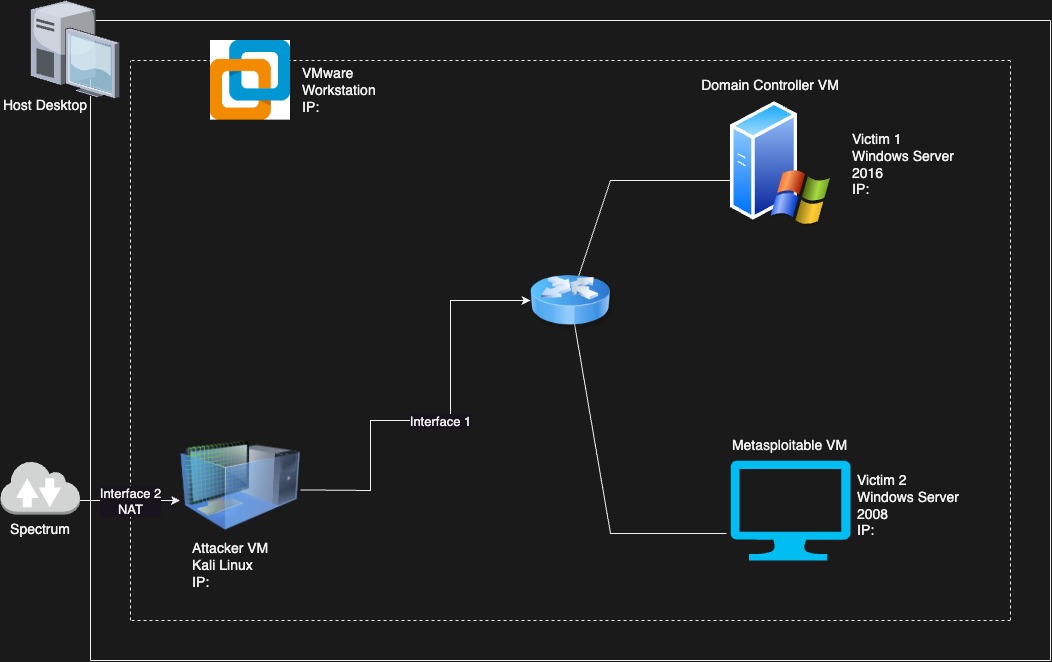 Host Desktop
VMware
Workstation
IP:
Domain Controller VM
Victim 1
Windows Server
2016
IP:
Interface 1
Metasploitable VM
Victim 2
Windows Server
2008
IP:
Interface 2
NAT
Spectrum
Attacker VM
Kali Linux
IP: